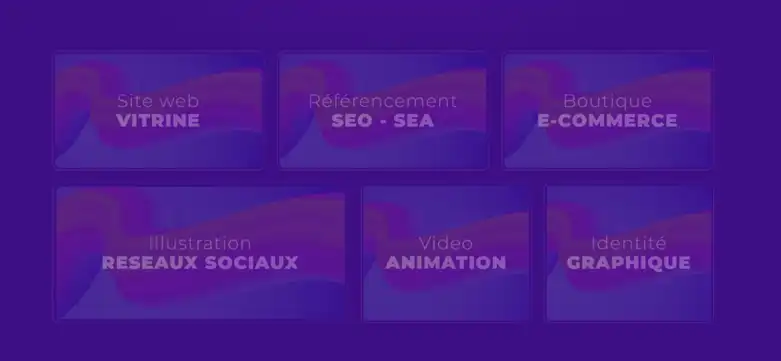 Site web
VITRINE
Référencement
SEO - SEA
Boutique
E-COMMERCE
Illustration
RESEAUX SOCIAUX
Video
ANIMATION
Identité
GRAPHIQUE